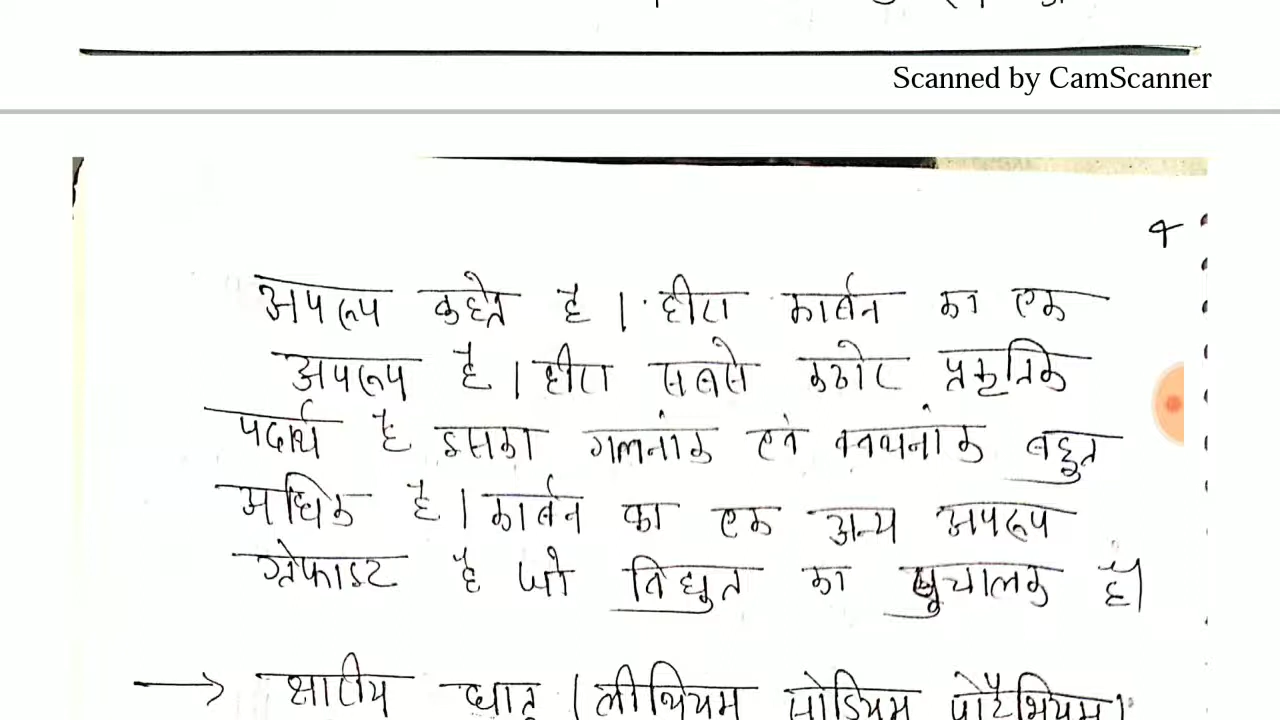 Scanned by CamScanner
अपरूप कहते है । हीरा कार्बन का एक
अपरूप है । हीरा सबसे कठोर प्रकृतिक
पदार्थ है इसका गलनांक एवं क्वथनांक बहुत
अधिक है । कार्बन का एक अन्य अपरूप
ग्रेफाइट है जो विधुत का सुचालक है।
→ क्षारीय धातु (लीथियम सोडियम पोटैशियम)